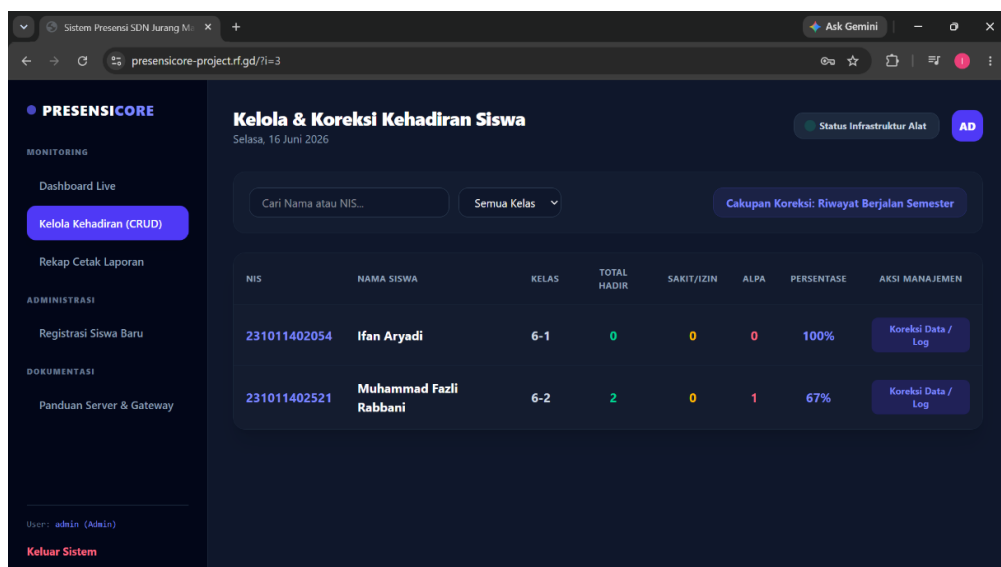 Sistem Presensi SDN Jurang Ma
Ask Gemini
presensicore-project.rf.gd/?i=3
PRESENSICORE
MONITORING
Dashboard Live
Kelola Kehadiran (CRUD)
Rekap Cetak Laporan
ADMINISTRASI
Registrasi Siswa Baru
DOKUMENTASI
Panduan Server & Gateway
User: admin (Admin)
Keluar Sistem
Kelola & Koreksi Kehadiran Siswa
Selasa, 16 Juni 2026
Status Infrastruktur Alat
AD
Cari Nama atau NIS...
Semua Kelas
Cakupan Koreksi: Riwayat Berjalan Semester
NIS NAMA SISWA KELAS TOTAL HADIR SAKIT/IZIN ALPA PERSENTASE AKSI MANAJEMEN
231011402054 Ifan Aryadi 6-1 0 0 0 100% Koreksi Data / Log
231011402521 Muhammad Fazli Rabbani 6-2 2 0 1 67% Koreksi Data / Log